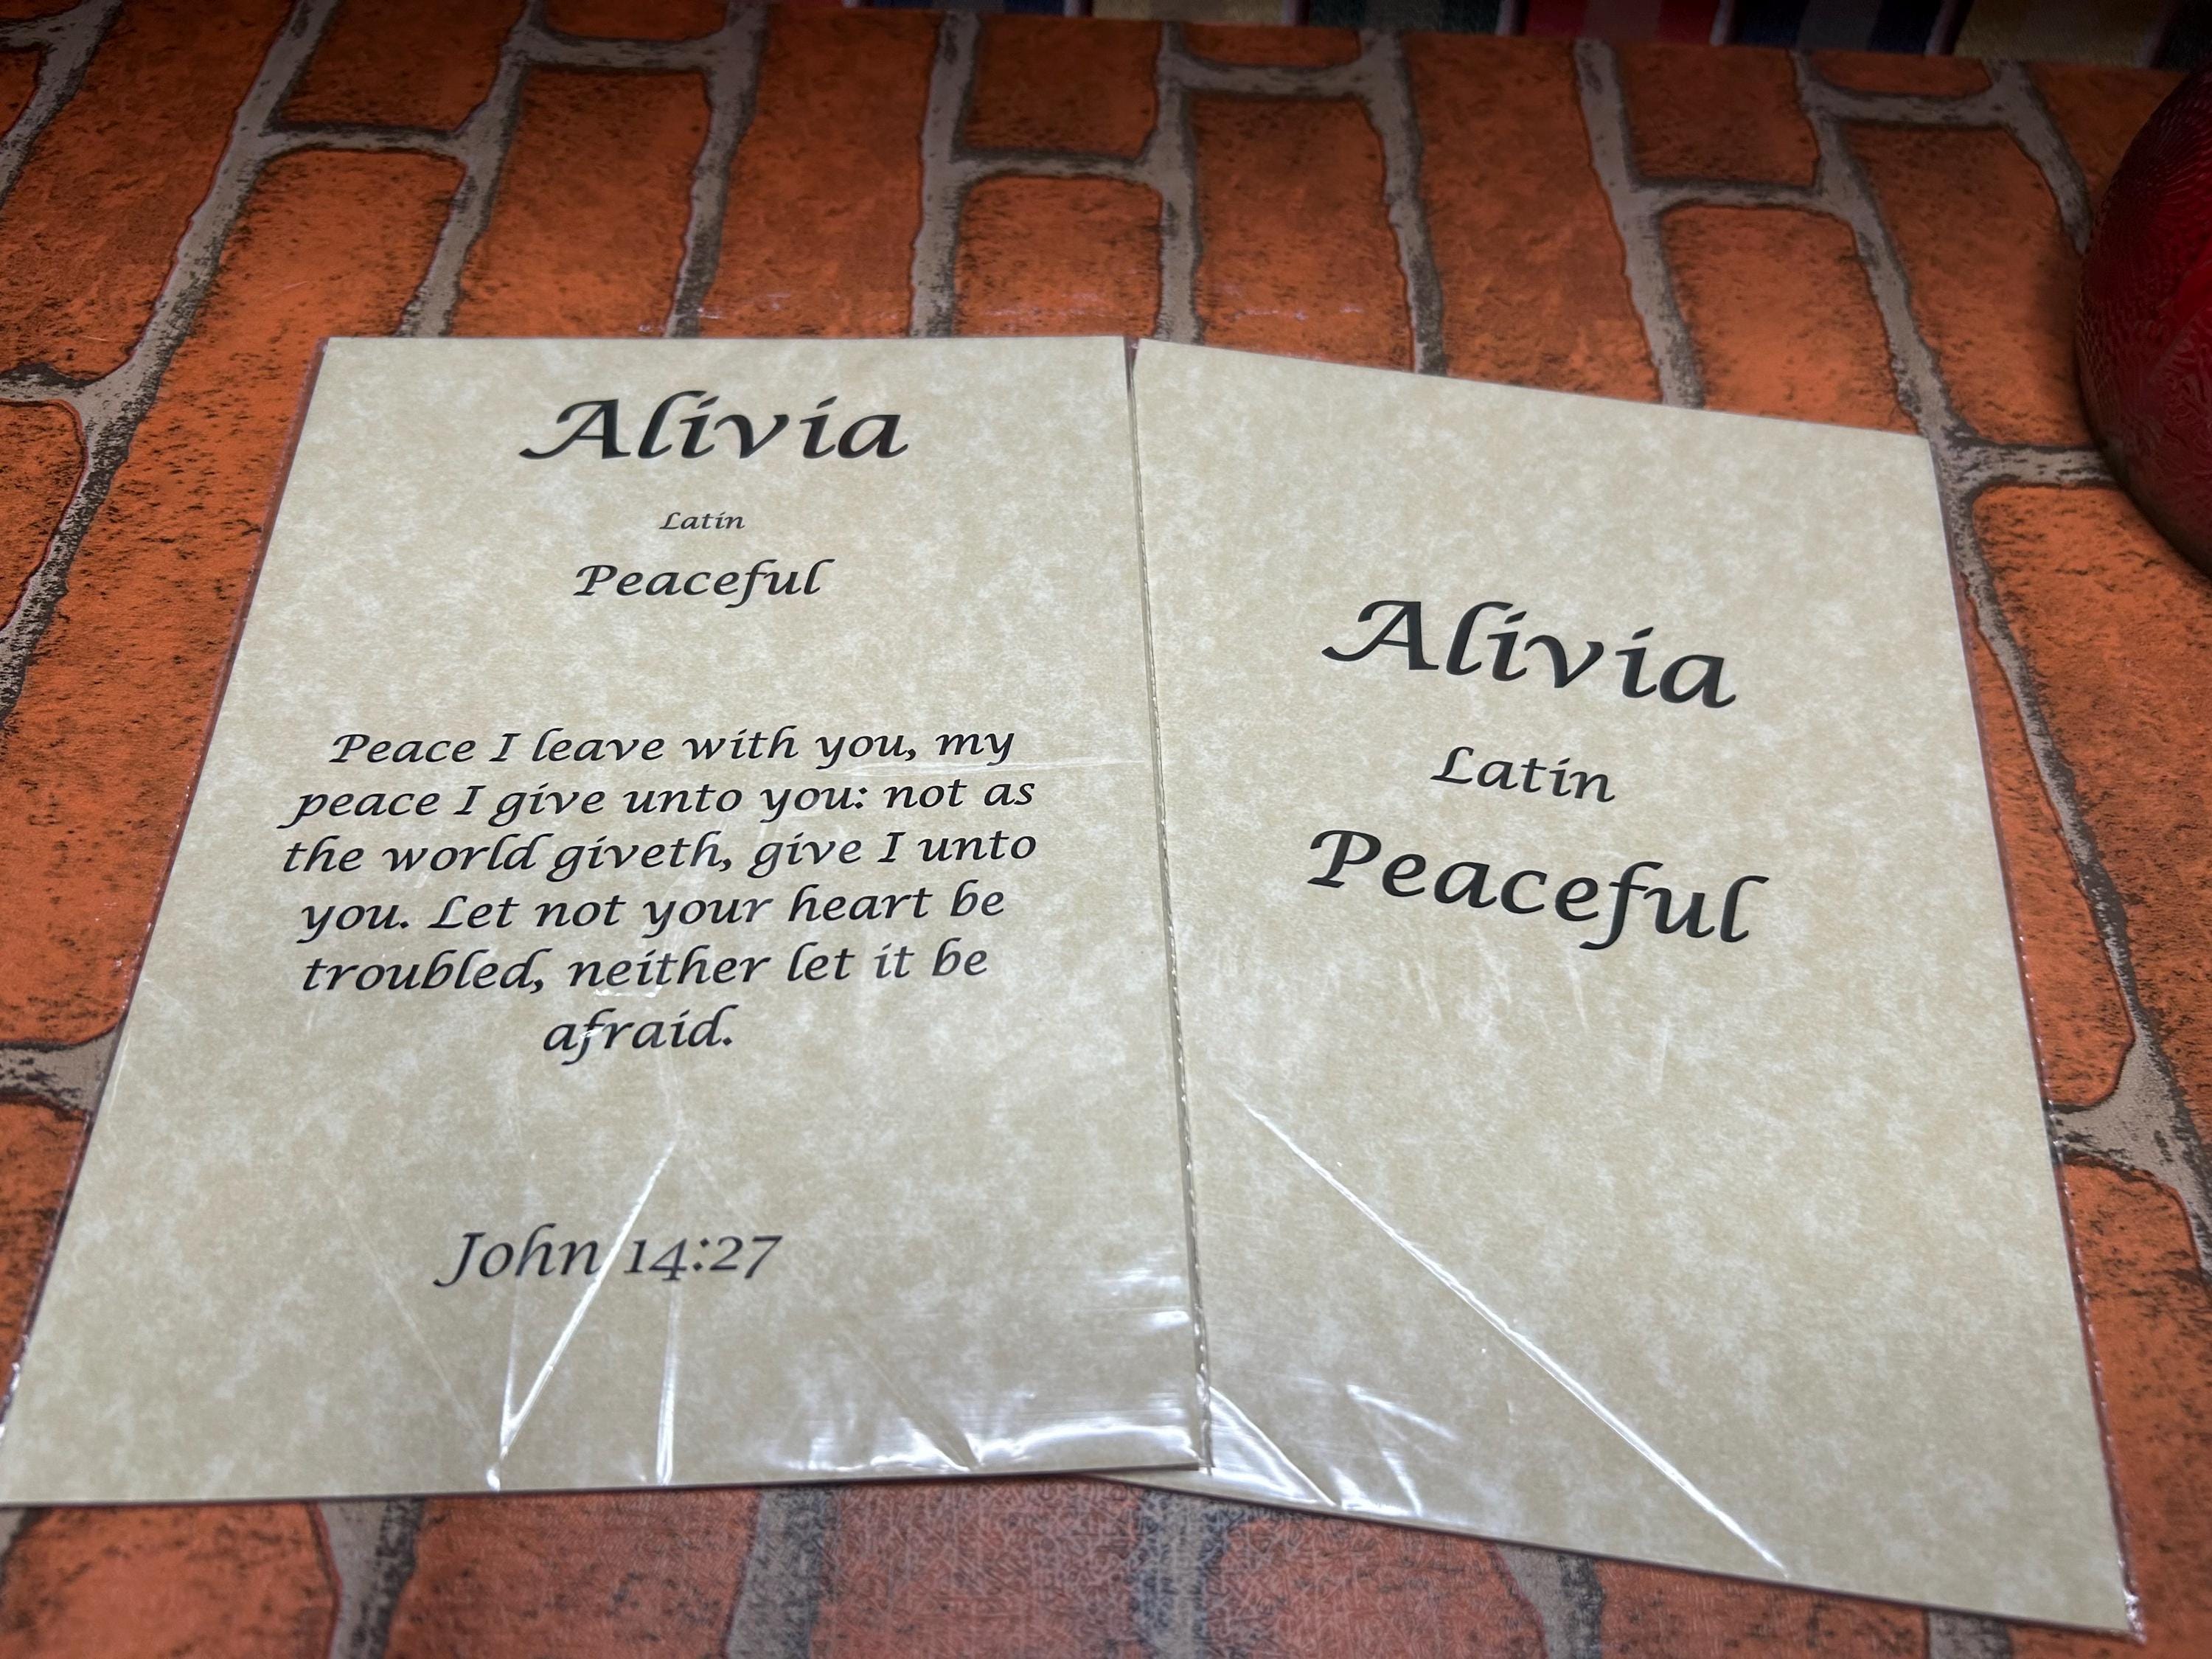 Alivia
Latin
Peaceful
Peace I leave with you, my
peace I give unto you: not as
the world giveth, give I unto
you. Let not your heart be
troubled, neither let it be
afraid.
John 14:27
Alivia
Latin
Peaceful